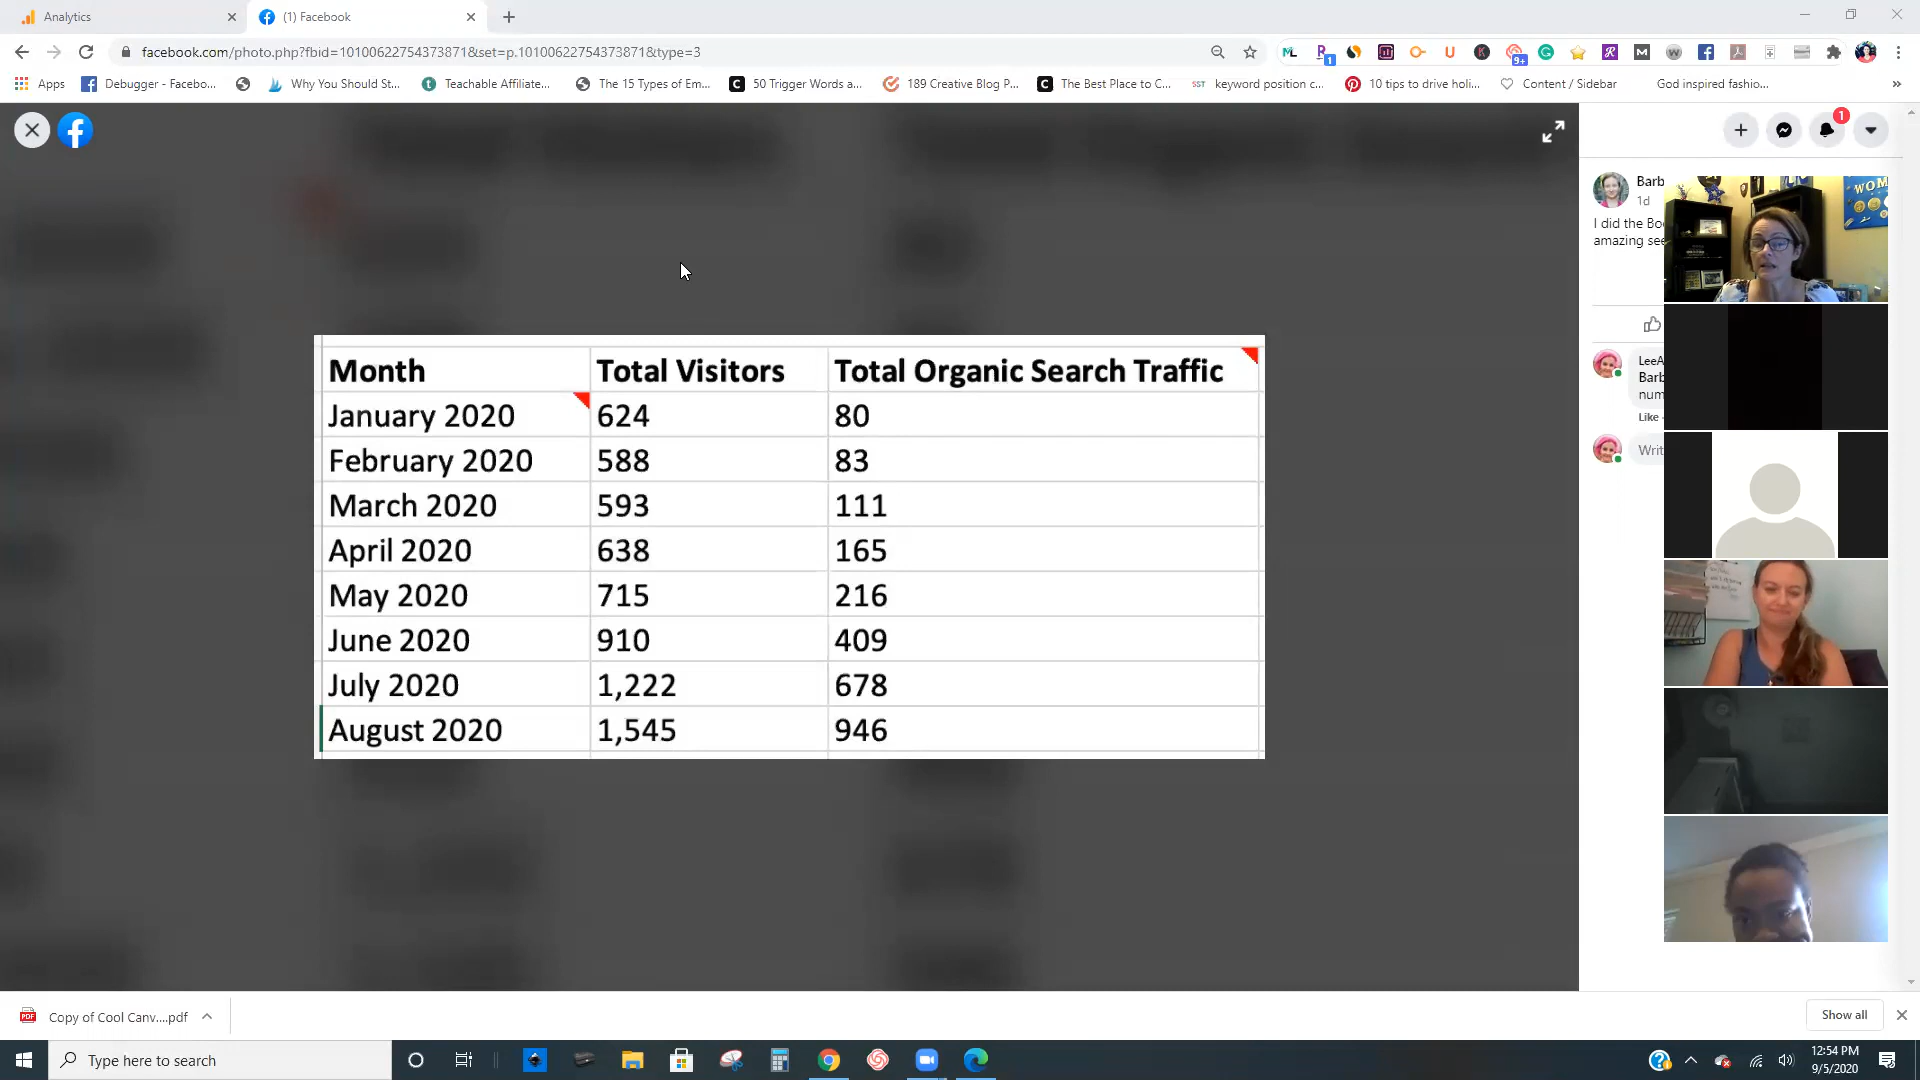 Analytics
(1) Facebook
facebook.com/photo.php?fbid=10100622754373871&set=p.10100622754373871&type=3
Apps
Debugger - Facebo...
Why You Should St...
Teachable Affiliate...
The 15 Types of Em...
50 Trigger Words a...
189 Creative Blog P...
The Best Place to C...
keyword position c...
10 tips to drive holi...
Content / Sidebar
God inspired fashio...
1
Barb
1d
I did the Bo
amazing see
WOM
Month Total Visitors Total Organic Search Traffic
January 2020 624 80
February 2020 588 83
March 2020 593 111
April 2020 638 165
May 2020 715 216
June 2020 910 409
July 2020 1,222 678
August 2020 1,545 946
LeeA
Barb
num
Like
Writ
Copy of Cool Canv....pdf
Show all
Type here to search
12:54 PM
9/5/2020